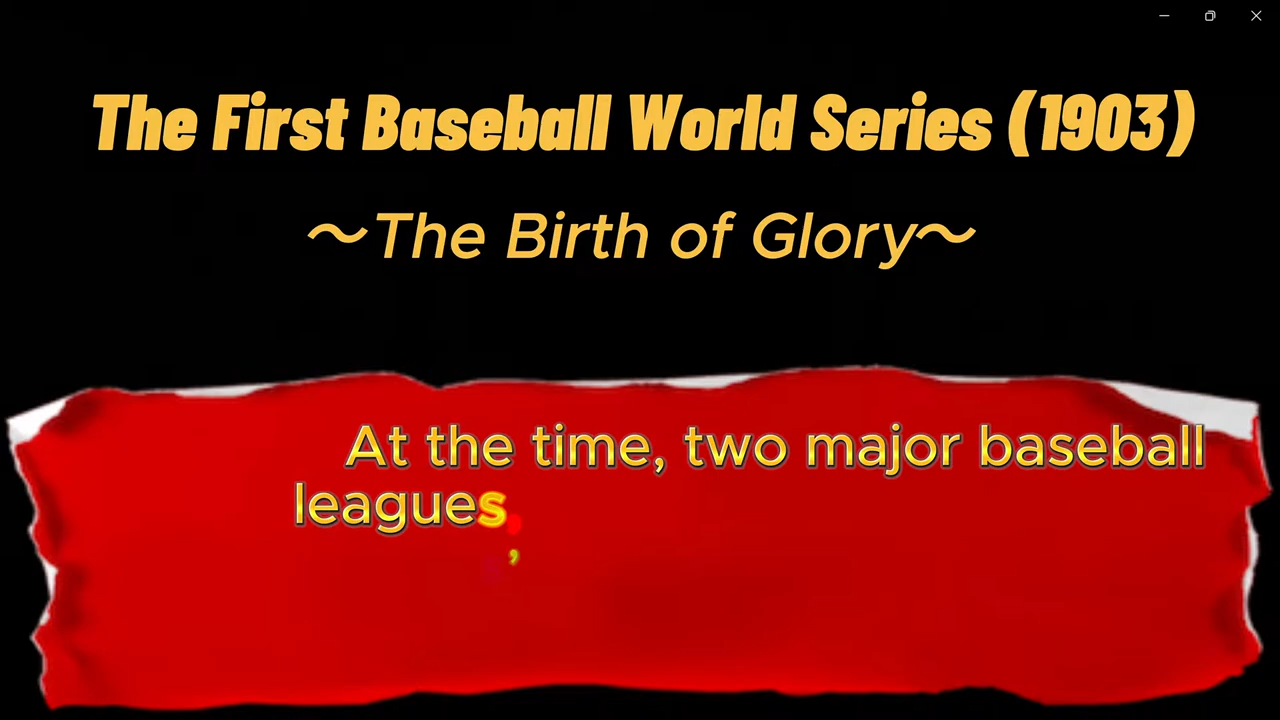 The First Baseball World Series (1903)
～The Birth of Glory～
At the time, two major baseball
leagues,